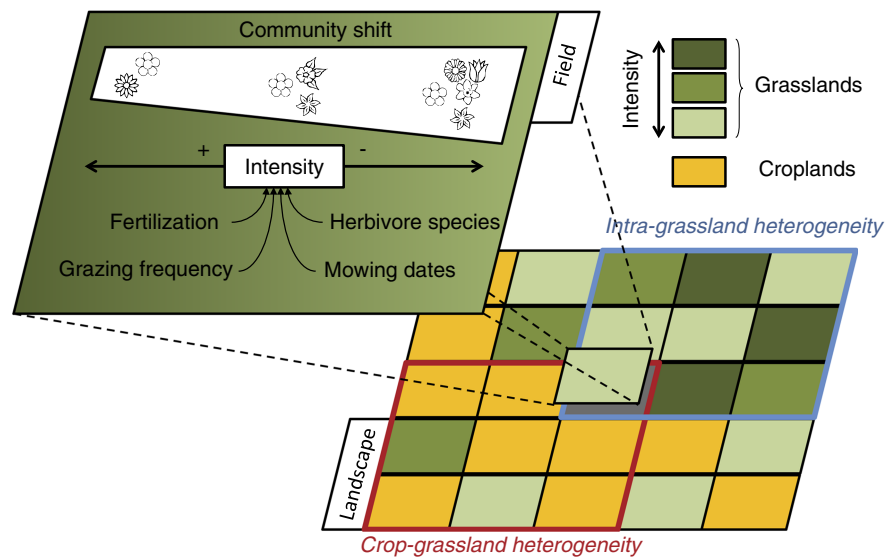 Community shift
Field
+
-
Intensity
Fertilization
Herbivore species
Grazing frequency
Mowing dates
Intensity
Grasslands
Croplands
Intra-grassland heterogeneity
Landscape
Crop-grassland heterogeneity